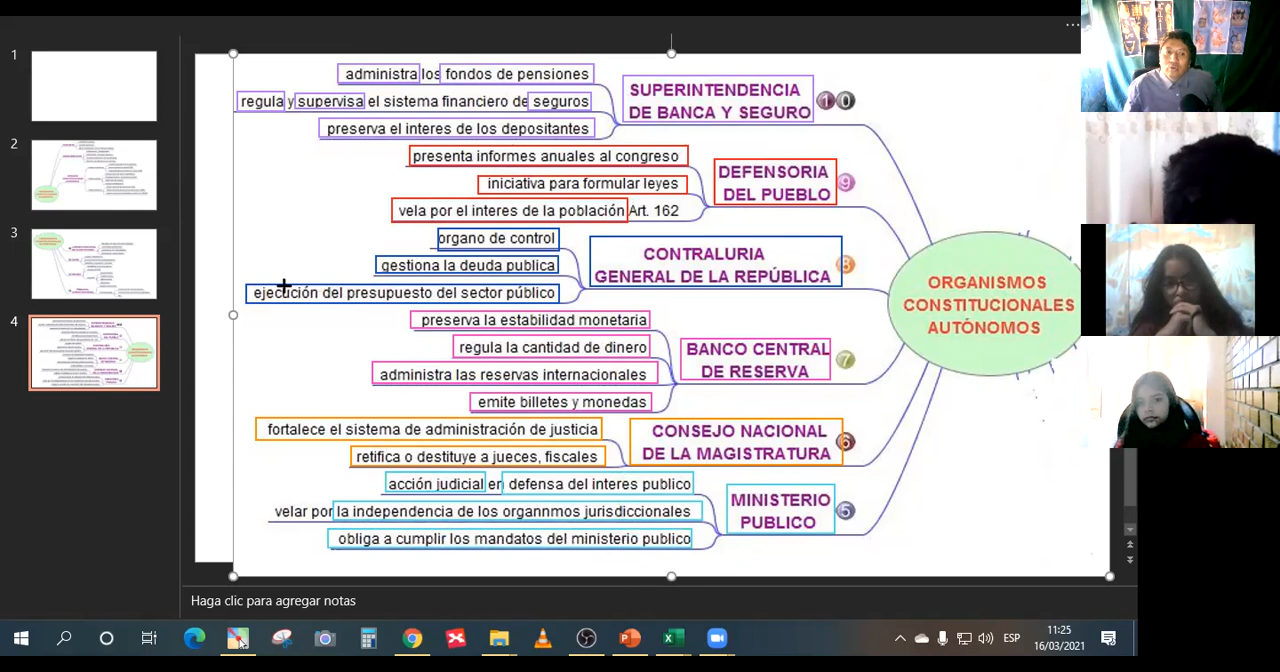 1
2
3
4
administra los fondos de pensiones
regula y supervisa el sistema financiero de seguros
preserva el interes de los depositantes
SUPERINTENDENCIA
DE BANCA Y SEGURO
10
presenta informes anuales al congreso
iniciativa para formular leyes
vela por el interes de la población Art. 162
DEFENSORIA
DEL PUEBLO
9
organo de control
gestiona la deuda publica
ejecución del presupuesto del sector público
CONTRALURIA
GENERAL DE LA REPÚBLICA
8
preserva la estabilidad monetaria
regula la cantidad de dinero
administra las reservas internacionales
emite billetes y monedas
BANCO CENTRAL
DE RESERVA
7
fortalece el sistema de administración de justicia
retifica o destituye a jueces, fiscales
CONSEJO NACIONAL
DE LA MAGISTRATURA
6
acción judicial en defensa del interes publico
velar por la independencia de los organnmos jurisdiccionales
obliga a cumplir los mandatos del ministerio publico
MINISTERIO
PUBLICO
5
ORGANISMOS
CONSTITUCIONALES
AUTÓNOMOS
Haga clic para agregar notas
ESP
11:25
16/03/2021